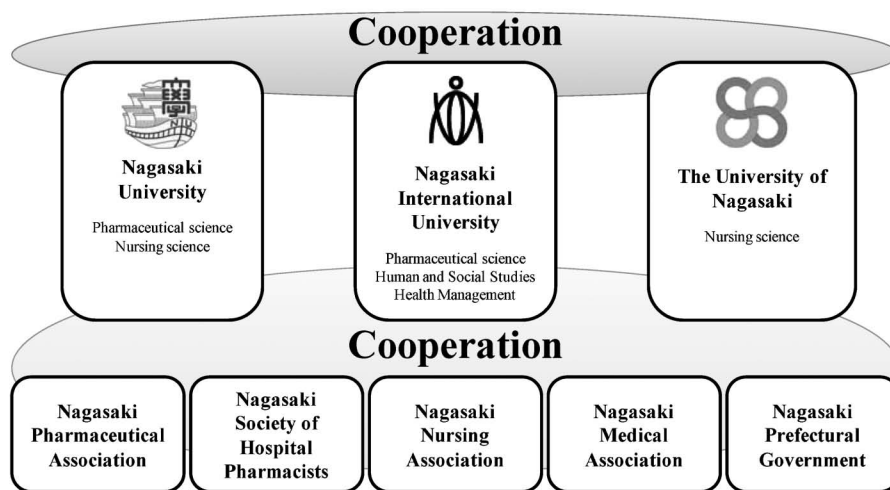 Cooperation
Nagasaki
University
Pharmaceutical science
Nursing science
Nagasaki
International
University
Pharmaceutical science
Human and Social Studies
Health Management
The University of
Nagasaki
Nursing science
Cooperation
Nagasaki
Pharmaceutical
Association
Nagasaki
Society of
Hospital
Pharmacists
Nagasaki
Nursing
Association
Nagasaki
Medical
Association
Nagasaki
Prefectural
Government